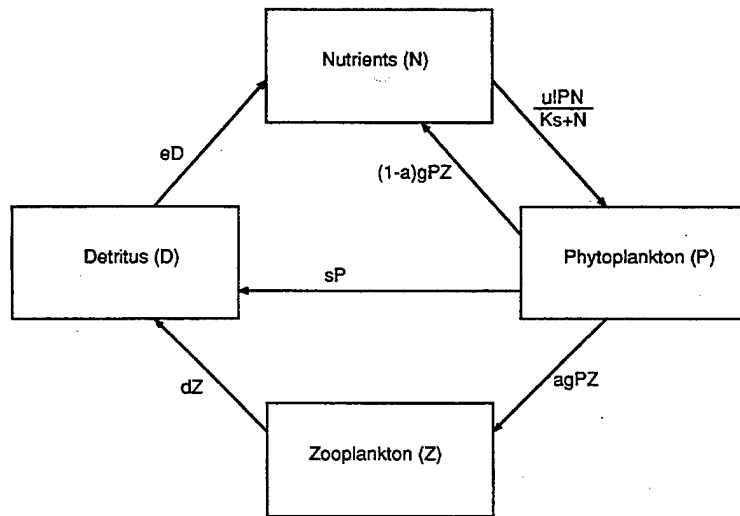 Nutrients (N)
uIPN
Ks+N
eD
(1-a)gPZ
Detritus (D)
Phytoplankton (P)
sP
agPZ
dZ
Zooplankton (Z)